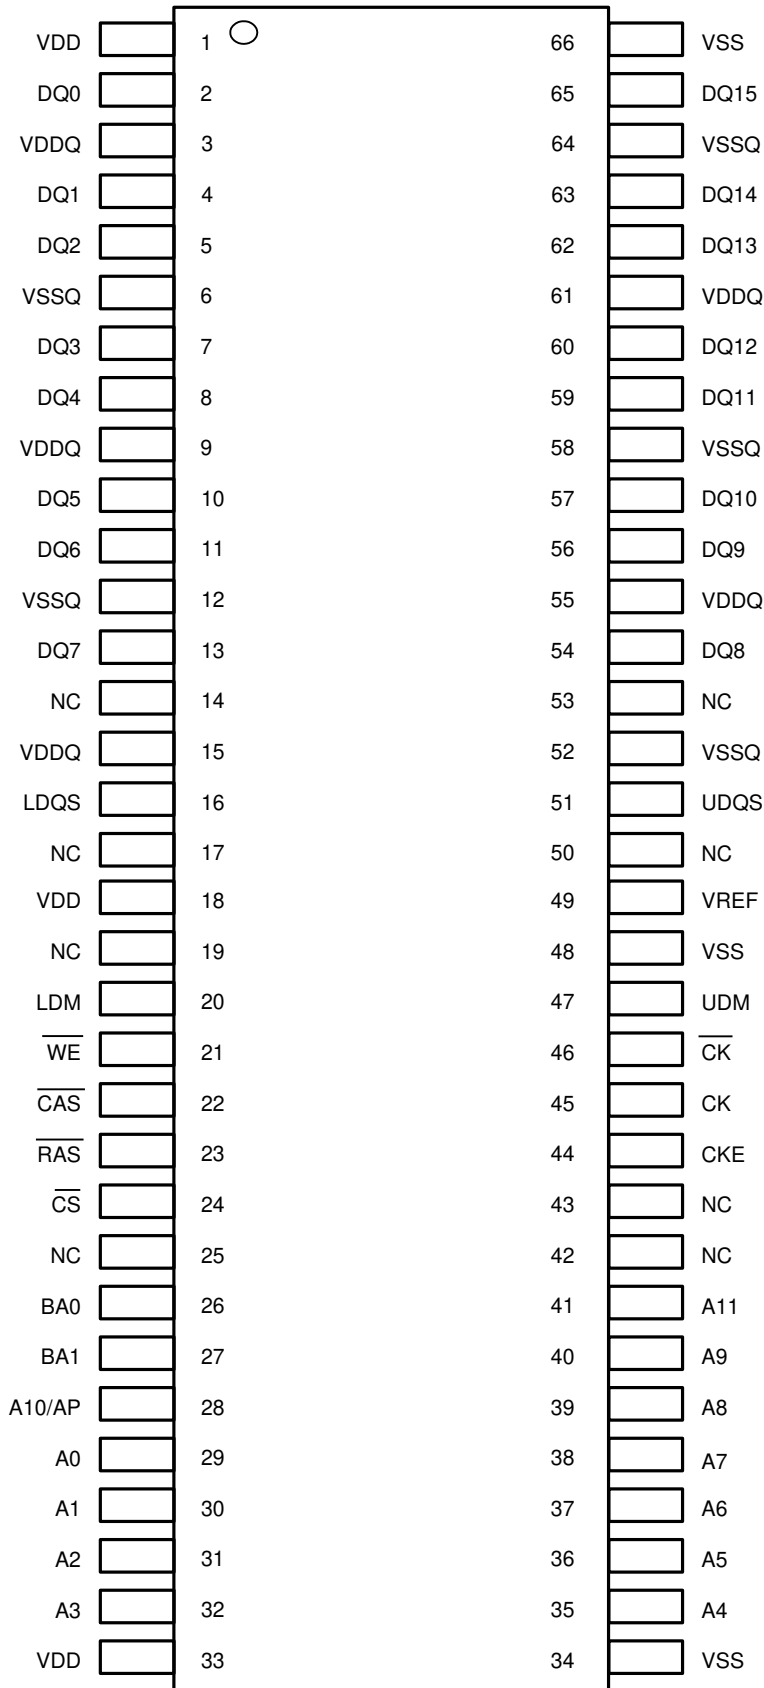 VDD 1 66 VSS
DQ0 2 65 DQ15
VDDQ 3 64 VSSQ
DQ1 4 63 DQ14
DQ2 5 62 DQ13
VSSQ 6 61 VDDQ
DQ3 7 60 DQ12
DQ4 8 59 DQ11
VDDQ 9 58 VSSQ
DQ5 10 57 DQ10
DQ6 11 56 DQ9
VSSQ 12 55 VDDQ
DQ7 13 54 DQ8
NC 14 53 NC
VDDQ 15 52 VSSQ
LDQS 16 51 UDQS
NC 17 50 NC
VDD 18 49 VREF
NC 19 48 VSS
LDM 20 47 UDM
W̅E̅ 21 46 C̅K̅
C̅A̅S̅ 22 45 CK
R̅A̅S̅ 23 44 CKE
C̅S̅ 24 43 NC
NC 25 42 NC
BA0 26 41 A11
BA1 27 40 A9
A10/AP 28 39 A8
A0 29 38 A7
A1 30 37 A6
A2 31 36 A5
A3 32 35 A4
VDD 33 34 VSS